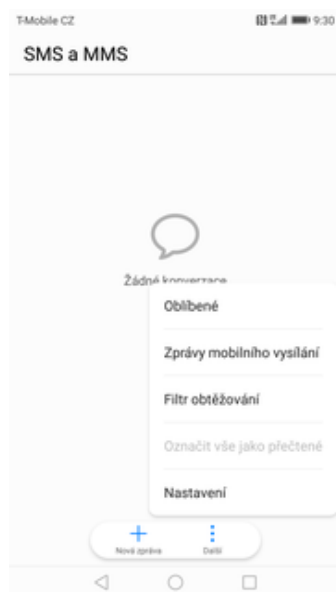 T-Mobile CZ 9:30
SMS a MMS
Žádné konverzace
Oblíbené
Zprávy mobilního vysílání
Filtr obtěžování
Označit vše jako přečtené
Nastavení
Nová zpráva Další